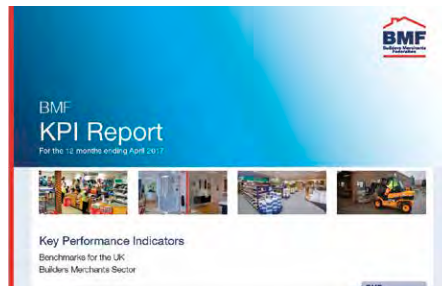 BMF
Builders Merchants
Federation
BMF
KPI Report
For the 12 months ending April 2017
Key Performance Indicators
Benchmarks for the UK
Builders Merchants Sector